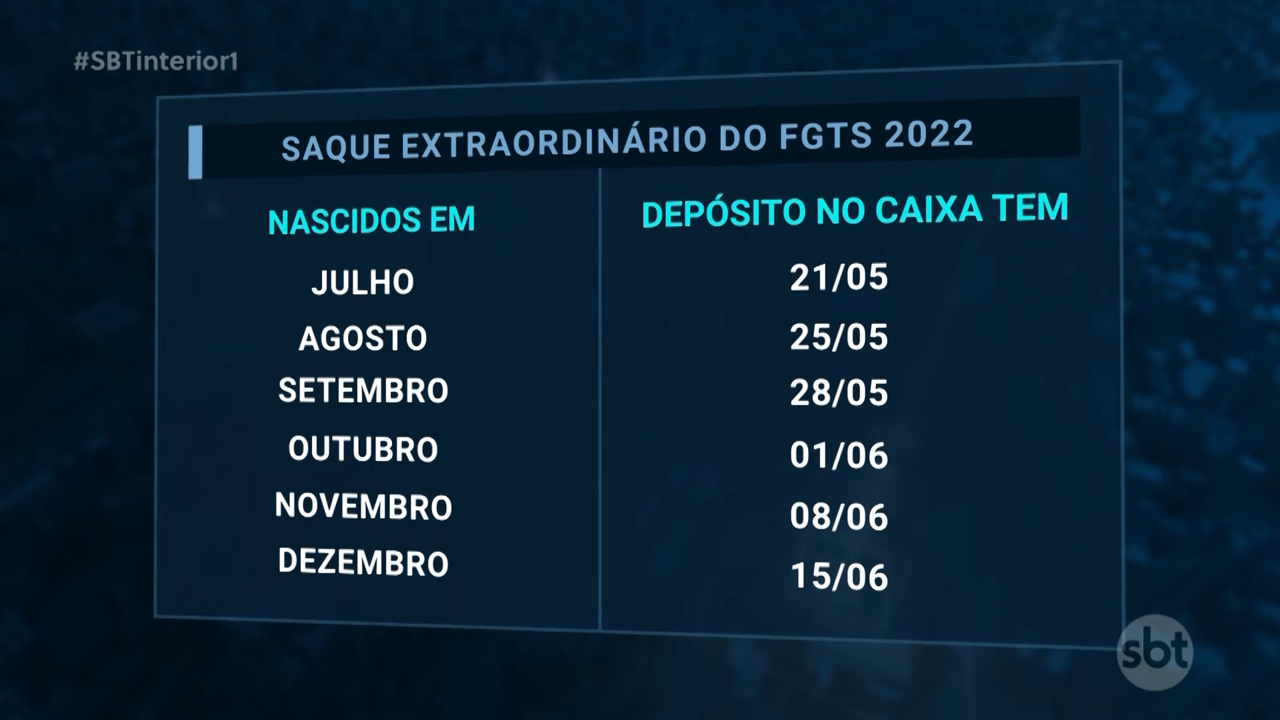 #SBTinterior1
SAQUE EXTRAORDINÁRIO DO FGTS 2022
NASCIDOS EM DEPÓSITO NO CAIXA TEM
JULHO 21/05
AGOSTO 25/05
SETEMBRO 28/05
OUTUBRO 01/06
NOVEMBRO 08/06
DEZEMBRO 15/06
sbt